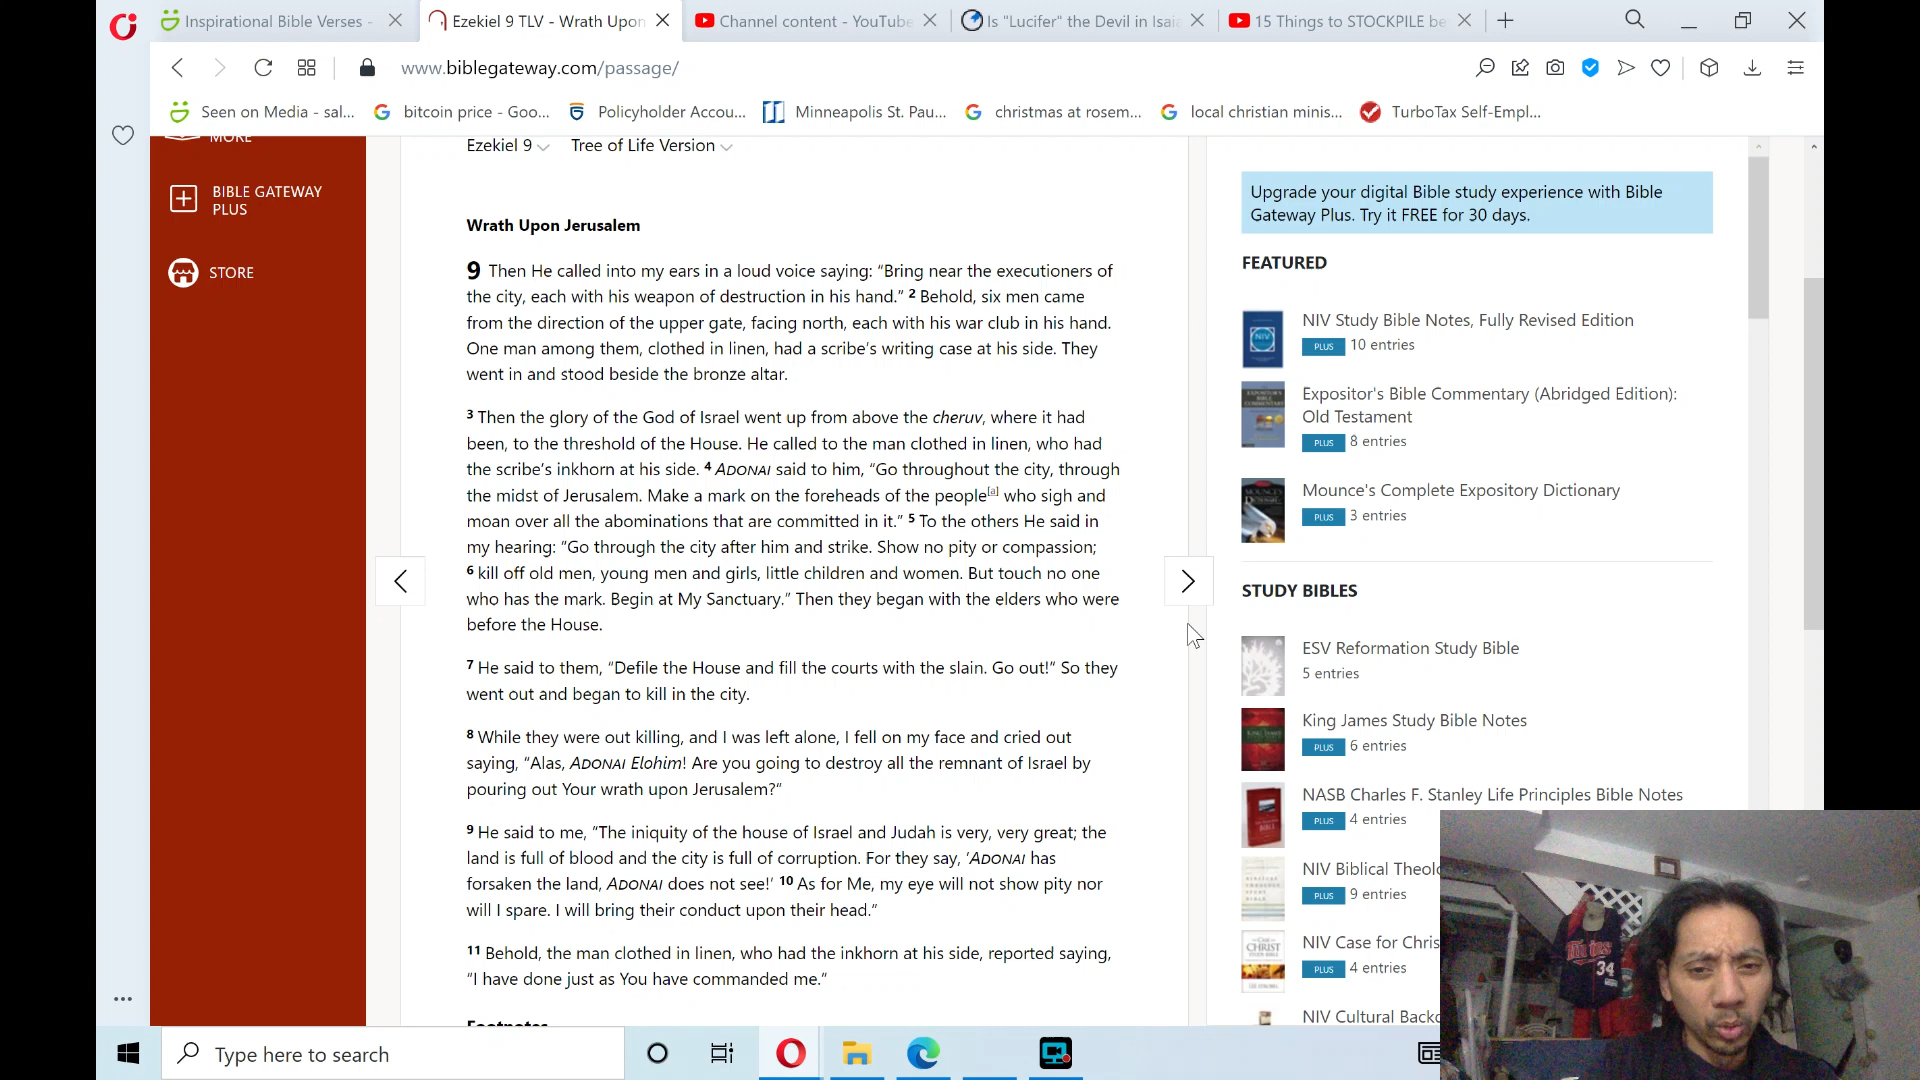 Inspirational Bible Verses -
Ezekiel 9 TLV - Wrath Upon
Channel content - YouTube
Is "Lucifer" the Devil in Isaia
15 Things to STOCKPILE be
www.biblegateway.com/passage/
Seen on Media - sal...
bitcoin price - Goo...
Policyholder Accou...
Minneapolis St. Pau...
christmas at rosem...
local christian minis...
TurboTax Self-Empl...
MORE
BIBLE GATEWAY
PLUS
STORE
Ezekiel 9
Tree of Life Version
Wrath Upon Jerusalem
9 Then He called into my ears in a loud voice saying: “Bring near the executioners of
the city, each with his weapon of destruction in his hand.” 2 Behold, six men came
from the direction of the upper gate, facing north, each with his war club in his hand.
One man among them, clothed in linen, had a scribe’s writing case at his side. They
went in and stood beside the bronze altar.
3 Then the glory of the God of Israel went up from above the cheruv, where it had
been, to the threshold of the House. He called to the man clothed in linen, who had
the scribe’s inkhorn at his side. 4 ADONAI said to him, “Go throughout the city, through
the midst of Jerusalem. Make a mark on the foreheads of the people[a] who sigh and
moan over all the abominations that are committed in it.” 5 To the others He said in
my hearing: “Go through the city after him and strike. Show no pity or compassion;
6 kill off old men, young men and girls, little children and women. But touch no one
who has the mark. Begin at My Sanctuary.” Then they began with the elders who were
before the House.
7 He said to them, “Defile the House and fill the courts with the slain. Go out!” So they
went out and began to kill in the city.
8 While they were out killing, and I was left alone, I fell on my face and cried out
saying, “Alas, ADONAI Elohim! Are you going to destroy all the remnant of Israel by
pouring out Your wrath upon Jerusalem?”
9 He said to me, “The iniquity of the house of Israel and Judah is very, very great; the
land is full of blood and the city is full of corruption. For they say, ‘ADONAI has
forsaken the land, ADONAI does not see!’ 10 As for Me, my eye will not show pity nor
will I spare. I will bring their conduct upon their head.”
11 Behold, the man clothed in linen, who had the inkhorn at his side, reported saying,
“I have done just as You have commanded me.”
Footnotes
Upgrade your digital Bible study experience with Bible
Gateway Plus. Try it FREE for 30 days.
FEATURED
NIV Study Bible Notes, Fully Revised Edition
PLUS 10 entries
Expositor's Bible Commentary (Abridged Edition):
Old Testament
PLUS 8 entries
Mounce's Complete Expository Dictionary
PLUS 3 entries
STUDY BIBLES
ESV Reformation Study Bible
5 entries
King James Study Bible Notes
PLUS 6 entries
NASB Charles F. Stanley Life Principles Bible Notes
PLUS 4 entries
NIV Biblical Theolo
PLUS 9 entries
NIV Case for Chris
PLUS 4 entries
NIV Cultural Backg
Twins
34
Type here to search